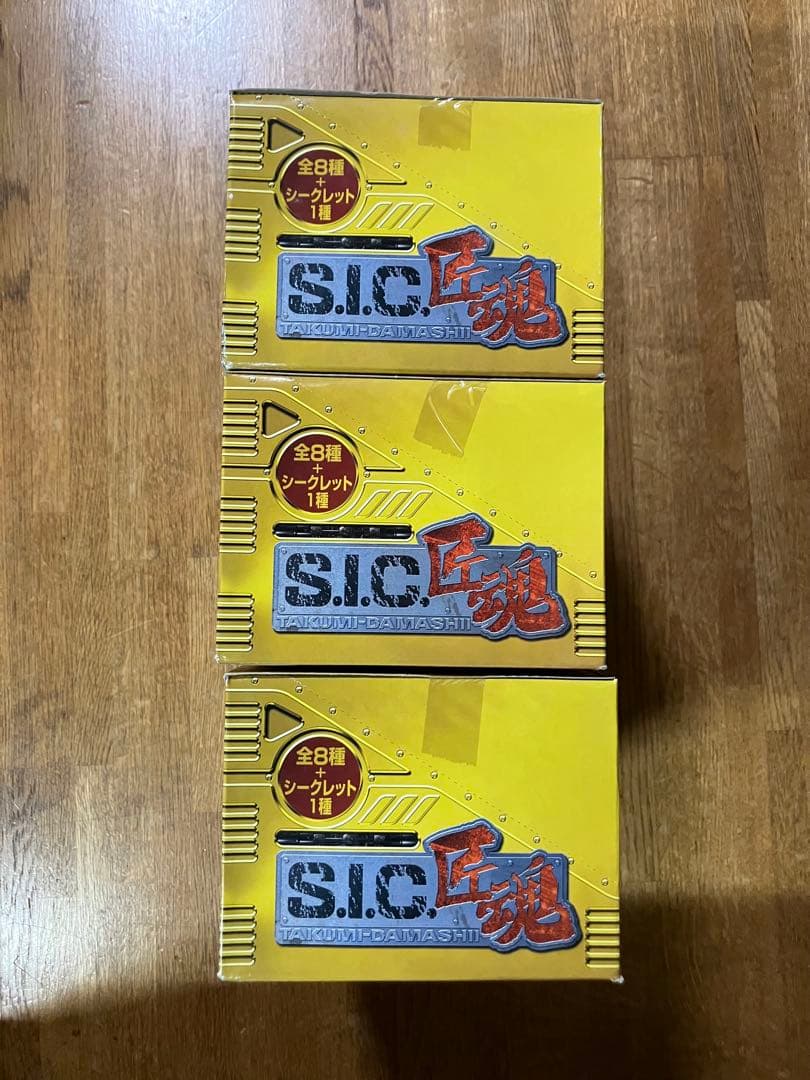 全8種
+
シークレット
1種
S.I.C.匠魂
TAKUMI-DAMASHII
全8種
+
シークレット
1種
S.I.C.匠魂
TAKUMI-DAMASHII
全8種
+
シークレット
1種
S.I.C.匠魂
TAKUMI-DAMASHII